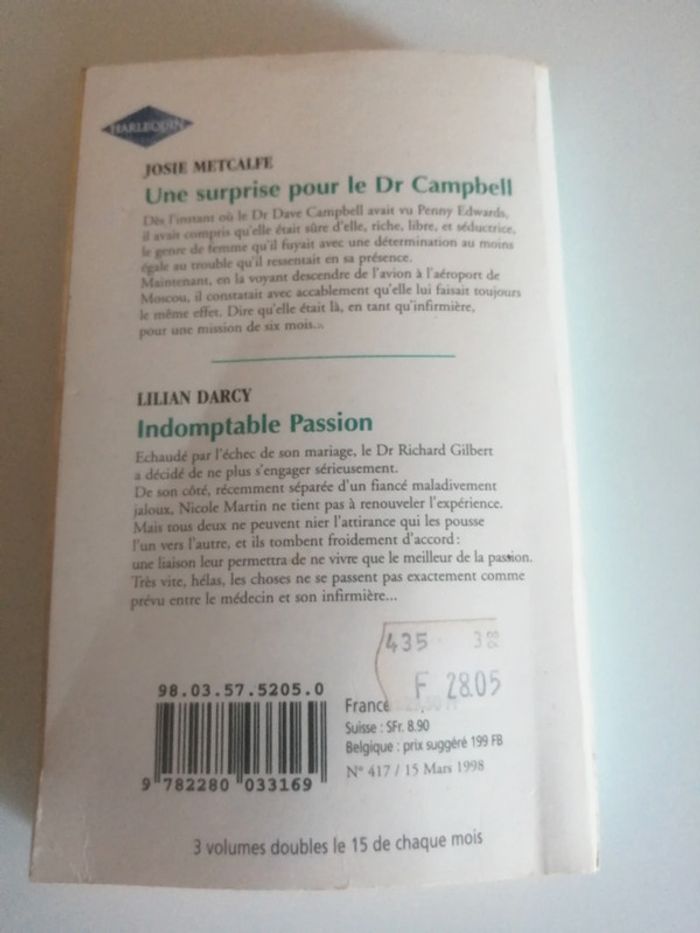 HARLEQUIN
JOSIE METCALFE
Une surprise pour le Dr Campbell
Dès l'instant où le Dr Dave Campbell avait vu Penny Edwards,
il avait compris qu'elle était sûre d'elle, riche, libre, et séductrice,
le genre de femme qu'il fuyait avec une détermination au moins
égale au trouble qu'il ressentait en sa présence.
Maintenant, en la voyant descendre de l'avion à l'aéroport de
Moscou, il constatait avec accablement qu'elle lui faisait toujours
le même effet. Dire qu'elle était là, en tant qu'infirmière,
pour une mission de six mois...
LILIAN DARCY
Indomptable Passion
Echaudé par l'échec de son mariage, le Dr Richard Gilbert
a décidé de ne plus s'engager sérieusement.
De son côté, récemment séparée d'un fiancé maladivement
jaloux, Nicole Martin ne tient pas à renouveler l'expérience.
Mais tous deux ne peuvent nier l'attirance qui les pousse
l'un vers l'autre, et ils tombent froidement d'accord :
une liaison leur permettra de ne vivre que le meilleur de la passion.
Très vite, hélas, les choses ne se passent pas exactement comme
prévu entre le médecin et son infirmière...
435 3
F 28.05
98.03.57.5205.0
France
Suisse : SFr. 8.90
Belgique : prix suggéré 199 FB
N° 417 / 15 Mars 1998
9 782280 033169
3 volumes doubles le 15 de chaque mois